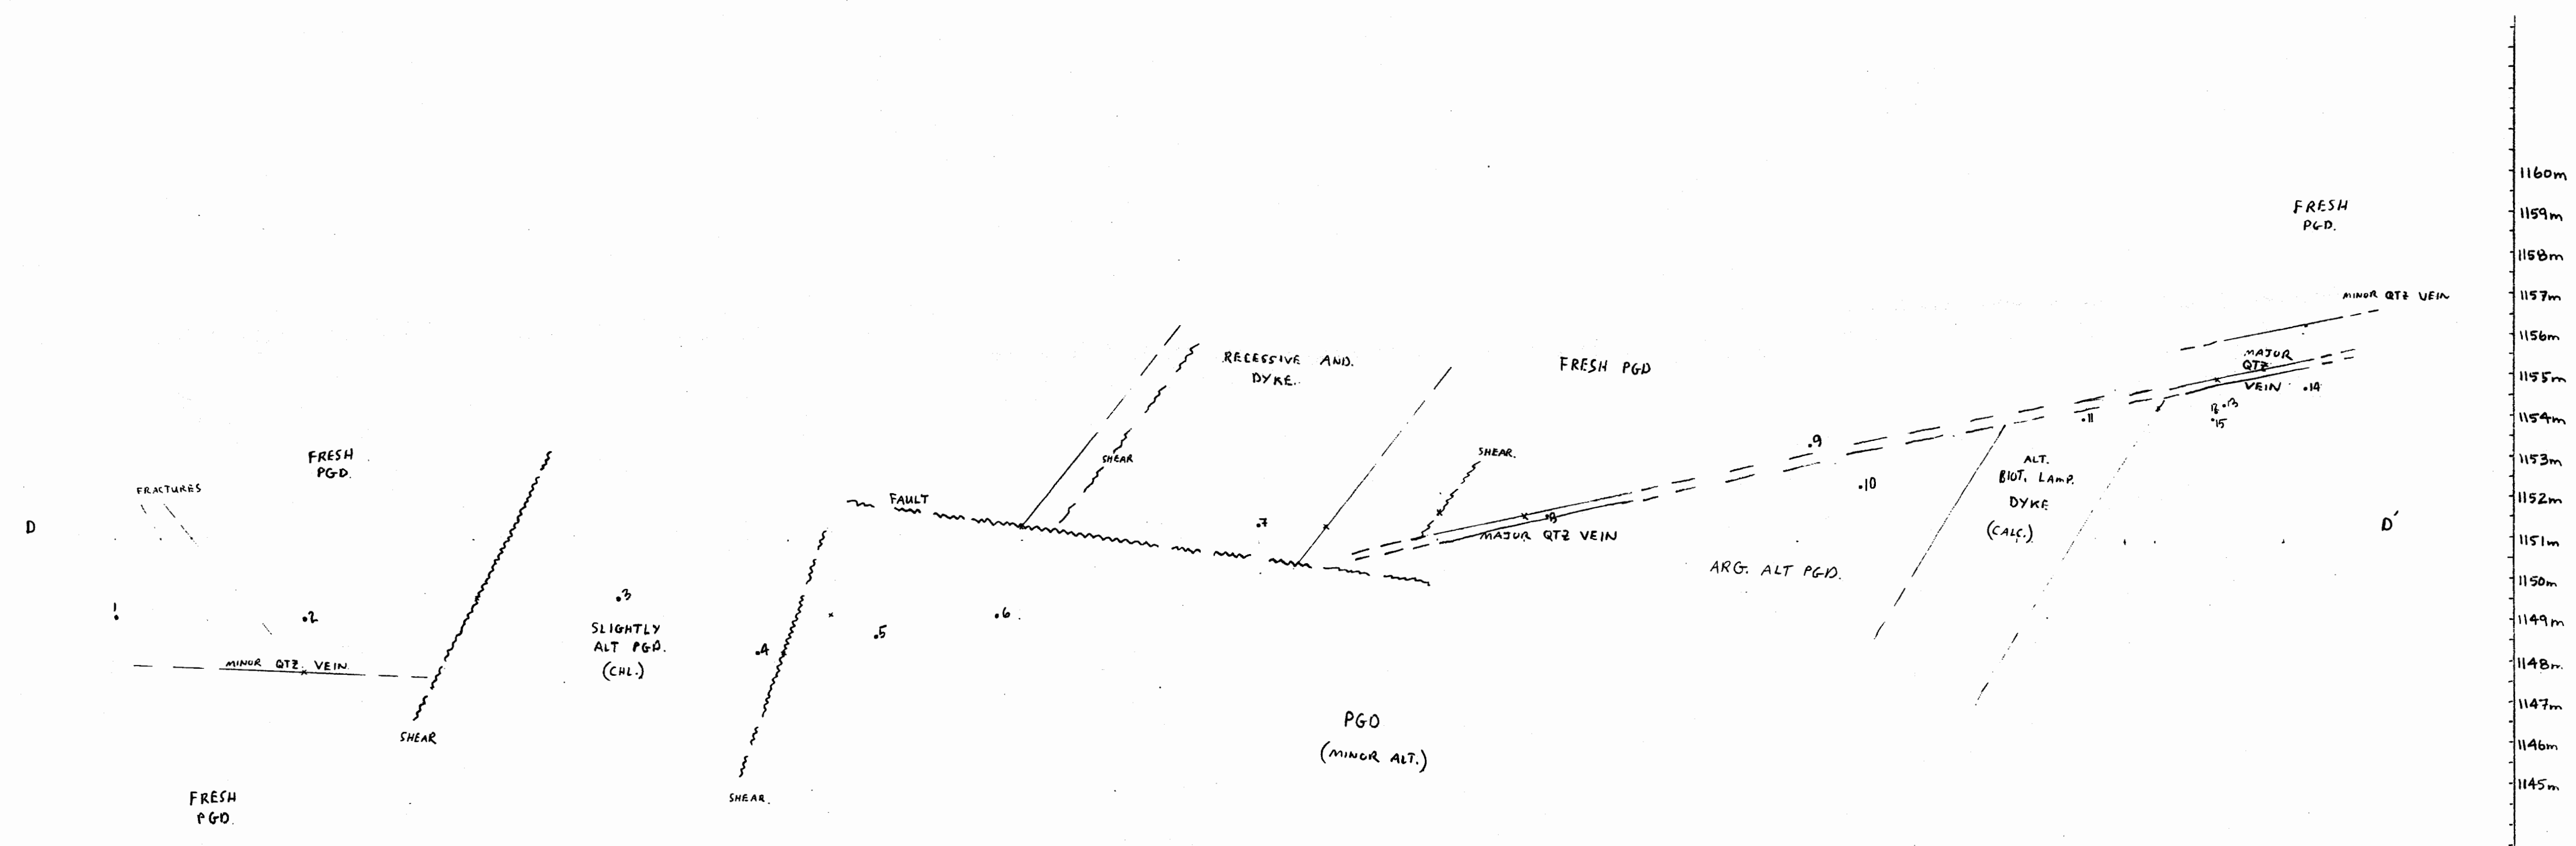 1160m
FRESH
PGD.
1159m
1158m
MINOR QTZ VEIN
1157m
1156m
RECESSIVE AND.
DYKE.
FRESH PGD
MAJOR
QTZ
VEIN
.14
1155m
.13
.15
.11
1154m
FRESH
PGD.
SHEAR
SHEAR.
.9
ALT.
BIOT. LAMP.
DYKE
(CALC.)
1153m
FRACTURES
FAULT
.10
1152m
D
.7
.8
MAJOR QTZ VEIN
D'
1151m
ARG. ALT PGD.
1150m
1
.2
.3
SLIGHTLY
ALT PGD.
(CHL.)
.4
.5
.6
1149m
MINOR QTZ. VEIN.
1148m.
1147m
SHEAR
PGD
(MINOR ALT.)
1146m
1145m
FRESH
PGD.
SHEAR.